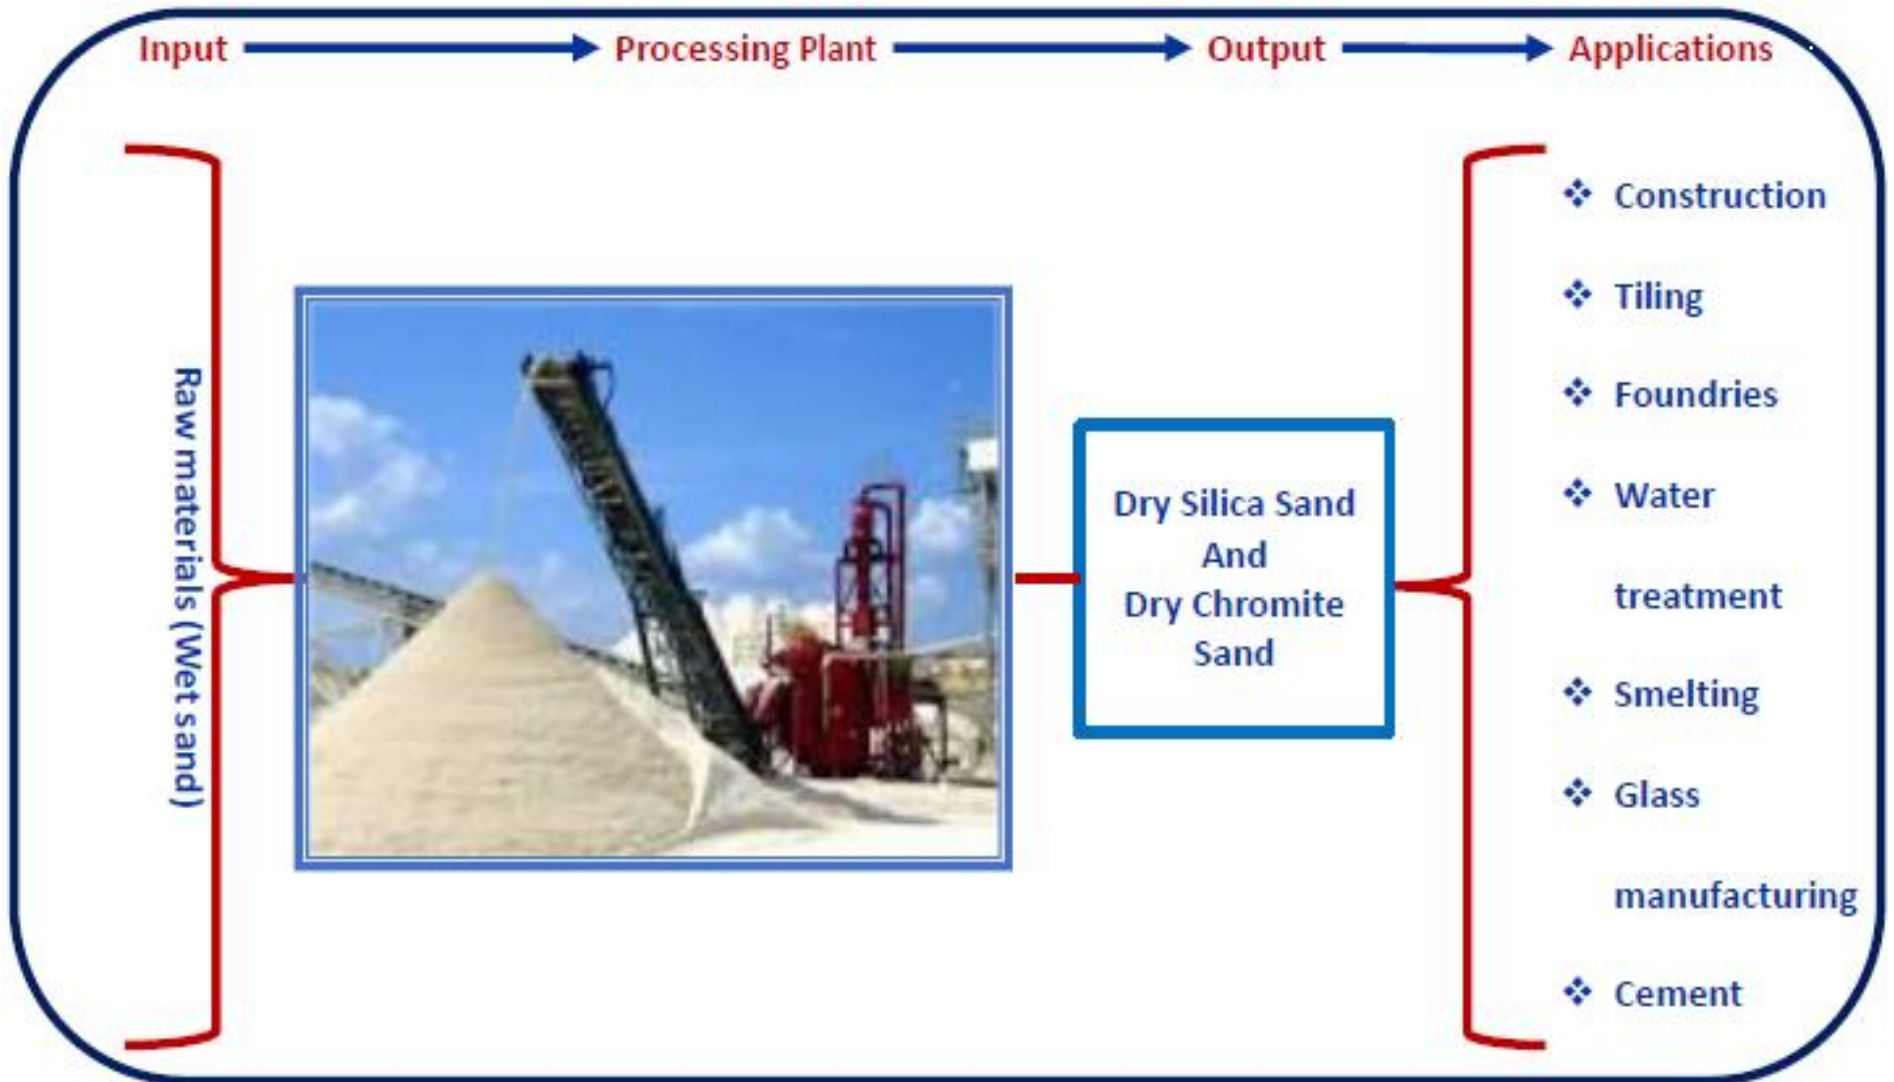 Input Processing Plant Output Applications
Raw materials (Wet sand)
Dry Silica Sand
And
Dry Chromite
Sand
❖ Construction
❖ Tiling
❖ Foundries
❖ Water
treatment
❖ Smelting
❖ Glass
manufacturing
❖ Cement